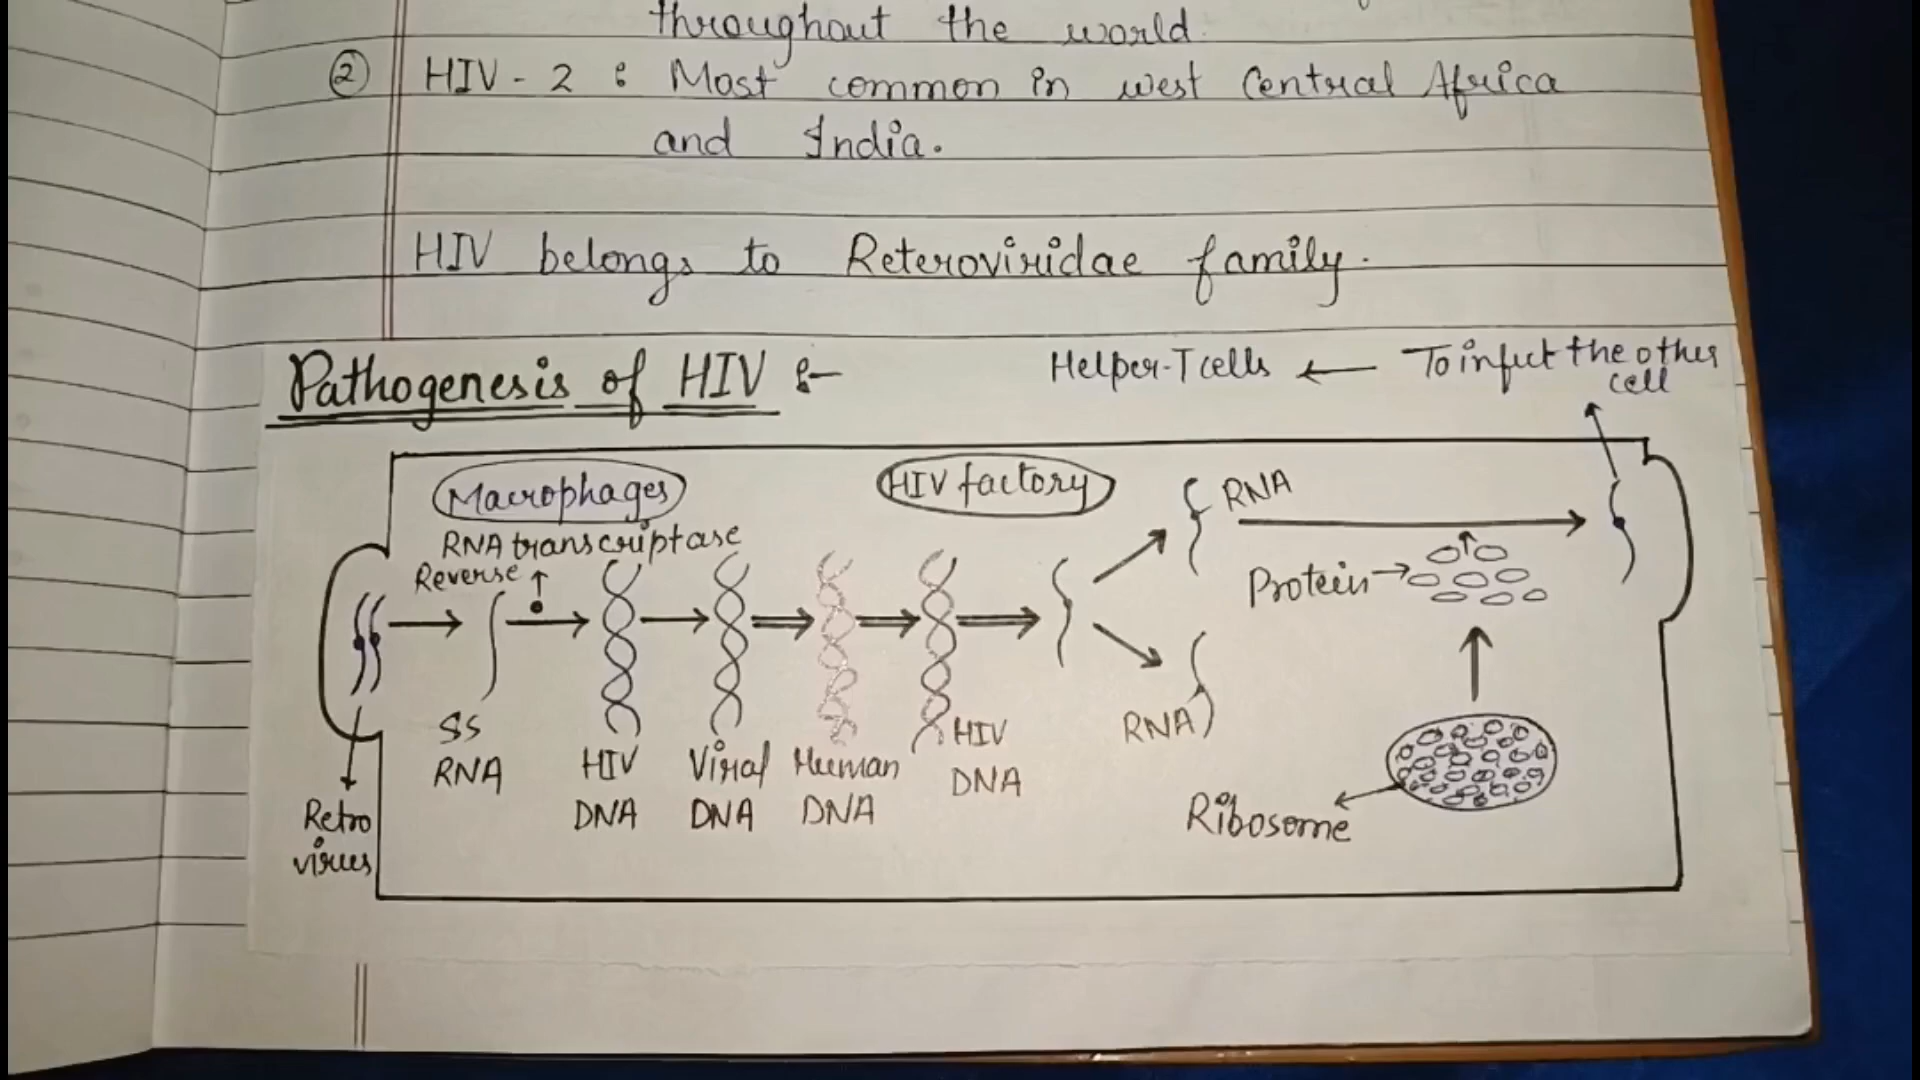 throughout the world.
② HIV - 2 : Most common in west Central Africa
and India.
HIV belongs to Reteroviridae family.
Pathogenesis of HIV :-
Helper-T cells ← To infect the other
cell
Macrophages
HIV factory
RNA
RNA transcriptase
Reverse
Protein
SS
RNA
HIV
DNA
Viral
DNA
Human
DNA
HIV
DNA
RNA
Ribosome
Retro
virus